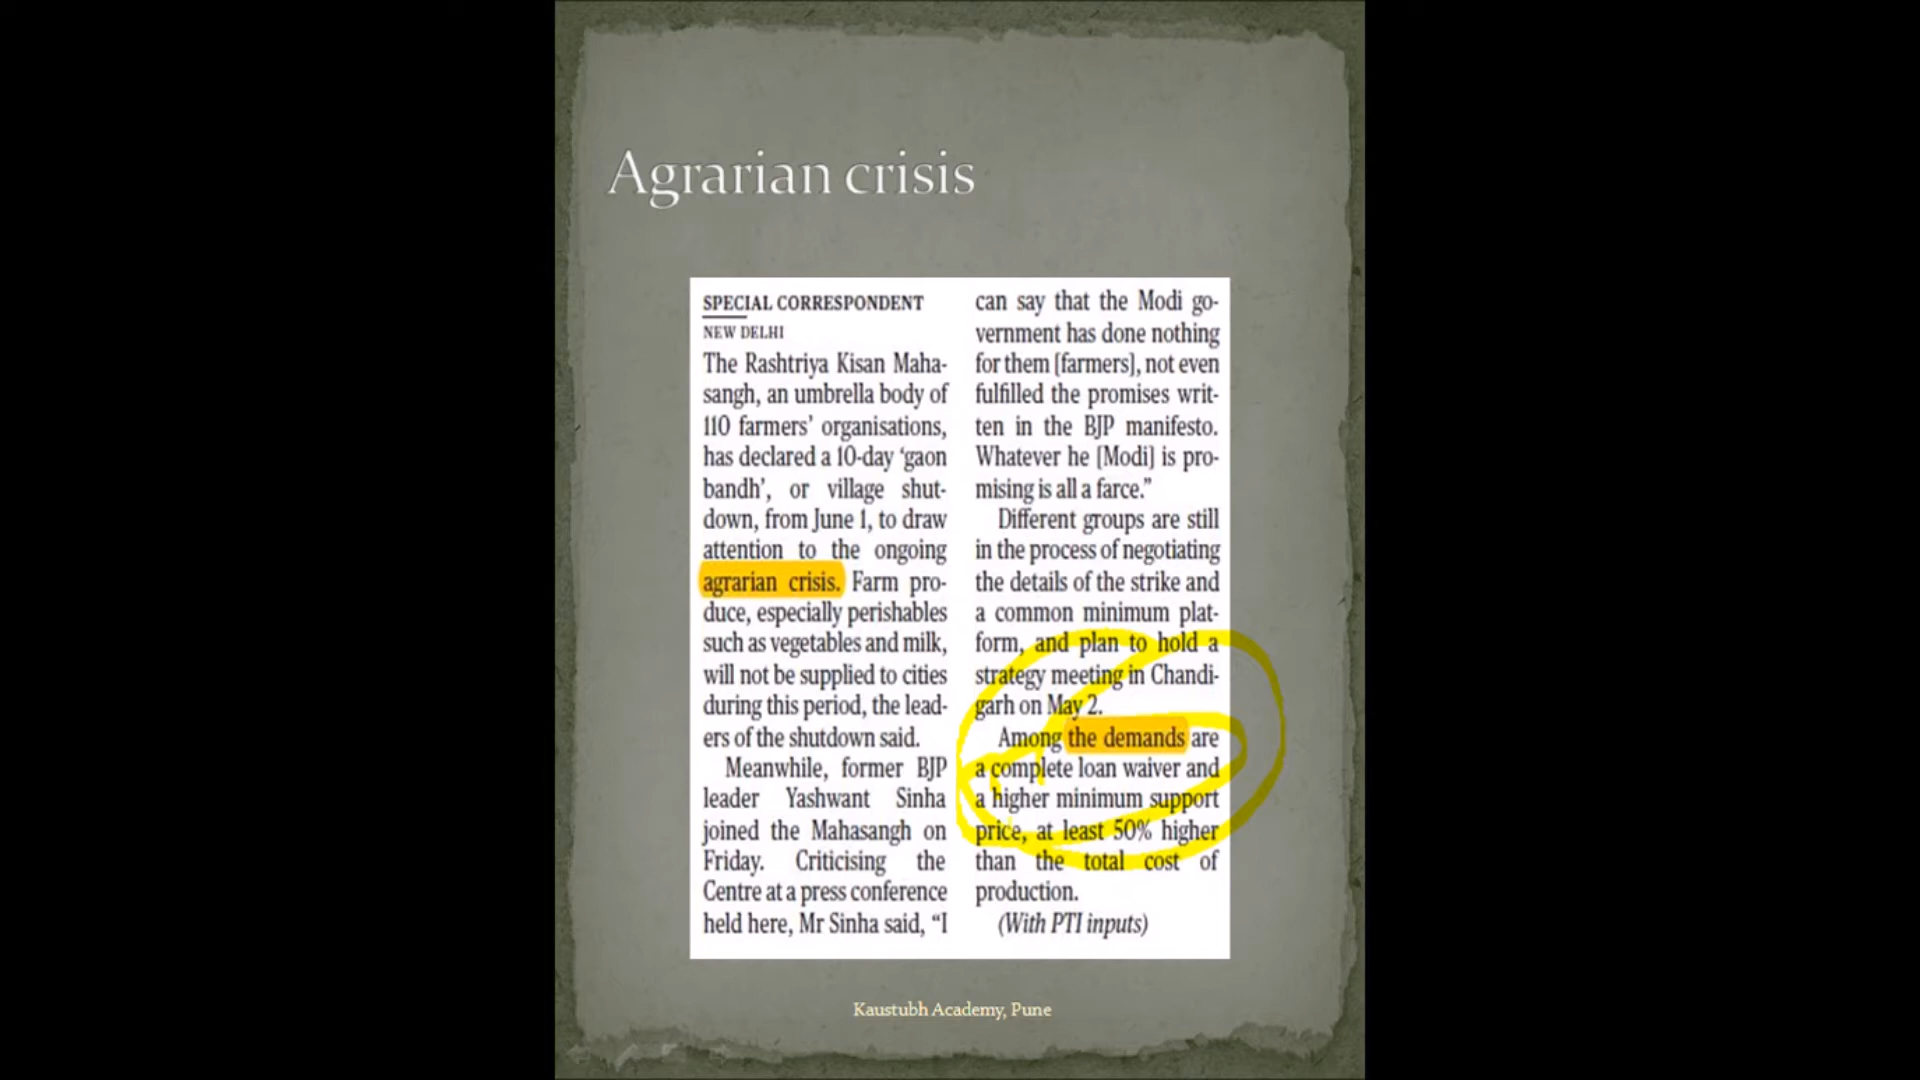 Agrarian crisis
SPECIAL CORRESPONDENT
NEW DELHI
The Rashtriya Kisan Maha-
sangh, an umbrella body of
110 farmers' organisations,
has declared a 10-day ‘gaon
bandh’, or village shut-
down, from June 1, to draw
attention to the ongoing
agrarian crisis. Farm pro-
duce, especially perishables
such as vegetables and milk,
will not be supplied to cities
during this period, the lead-
ers of the shutdown said.
Meanwhile, former BJP
leader Yashwant Sinha
joined the Mahasangh on
Friday. Criticising the
Centre at a press conference
held here, Mr Sinha said, “I
can say that the Modi go-
vernment has done nothing
for them [farmers], not even
fulfilled the promises writ-
ten in the BJP manifesto.
Whatever he [Modi] is pro-
mising is all a farce.”
Different groups are still
in the process of negotiating
the details of the strike and
a common minimum plat-
form, and plan to hold a
strategy meeting in Chandi-
garh on May 2.
Among the demands are
a complete loan waiver and
a higher minimum support
price, at least 50% higher
than the total cost of
production.
(With PTI inputs)
Kaustubh Academy, Pune